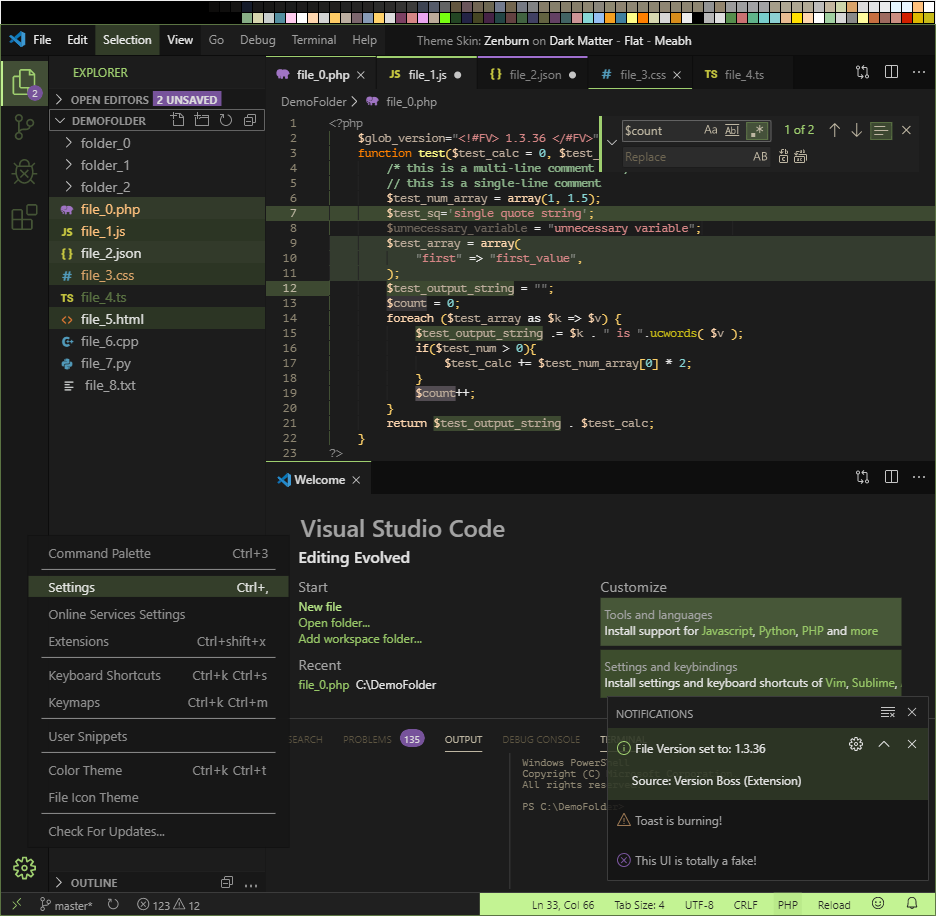 File Edit Selection View Go Debug Terminal Help Theme Skin: Zenburn on Dark Matter - Flat - Meabh
2
EXPLORER
OPEN EDITORS 2 UNSAVED
DEMOFOLDER
folder_0
folder_1
folder_2
file_0.php
JS file_1.js
{} file_2.json
# file_3.css
TS file_4.ts
<> file_5.html
file_6.cpp
file_7.py
file_8.txt
file_0.php JS file_1.js {} file_2.json # file_3.css TS file_4.ts
DemoFolder > file_0.php
1 <?php
2 $glob_version="<!#FV> 1.3.36 </#FV>"
3 function test($test_calc = 0, $test_
4 /* this is a multi-line comment
5 // this is a single-line comment
6 $test_num_array = array(1, 1.5);
7 $test_sq='single quote string';
8 $unnecessary_variable = "unnecessary variable";
9 $test_array = array(
10 "first" => "first_value",
11 );
12 $test_output_string = "";
13 $count = 0;
14 foreach ($test_array as $k => $v) {
15 $test_output_string .= $k . " is ".ucwords( $v );
16 if($test_num > 0){
17 $test_calc += $test_num_array[0] * 2;
18 }
19 $count++;
20 }
21 return $test_output_string . $test_calc;
22 }
23 ?>
$count Aa Abl .* 1 of 2
Replace AB
Welcome
Visual Studio Code
Editing Evolved
Start
New file
Open folder...
Add workspace folder...
Recent
file_0.php C:\DemoFolder
Customize
Tools and languages
Install support for Javascript, Python, PHP and more
Settings and keybindings
Install settings and keyboard shortcuts of Vim, Sublime, .
Command Palette Ctrl+3
Settings Ctrl+,
Online Services Settings
Extensions Ctrl+shift+x
Keyboard Shortcuts Ctrl+k Ctrl+s
Keymaps Ctrl+k Ctrl+m
User Snippets
Color Theme Ctrl+k Ctrl+t
File Icon Theme
Check For Updates...
SEARCH PROBLEMS 135 OUTPUT DEBUG CONSOLE TERMINAL
Windows PowerShell
Copyright (C)
All rights reserved
PS C:\DemoFolder>
NOTIFICATIONS
File Version set to: 1.3.36
Source: Version Boss (Extension)
Toast is burning!
This UI is totally a fake!
OUTLINE
master* 123 12 Ln 33, Col 66 Tab Size: 4 UTF-8 CRLF PHP Reload